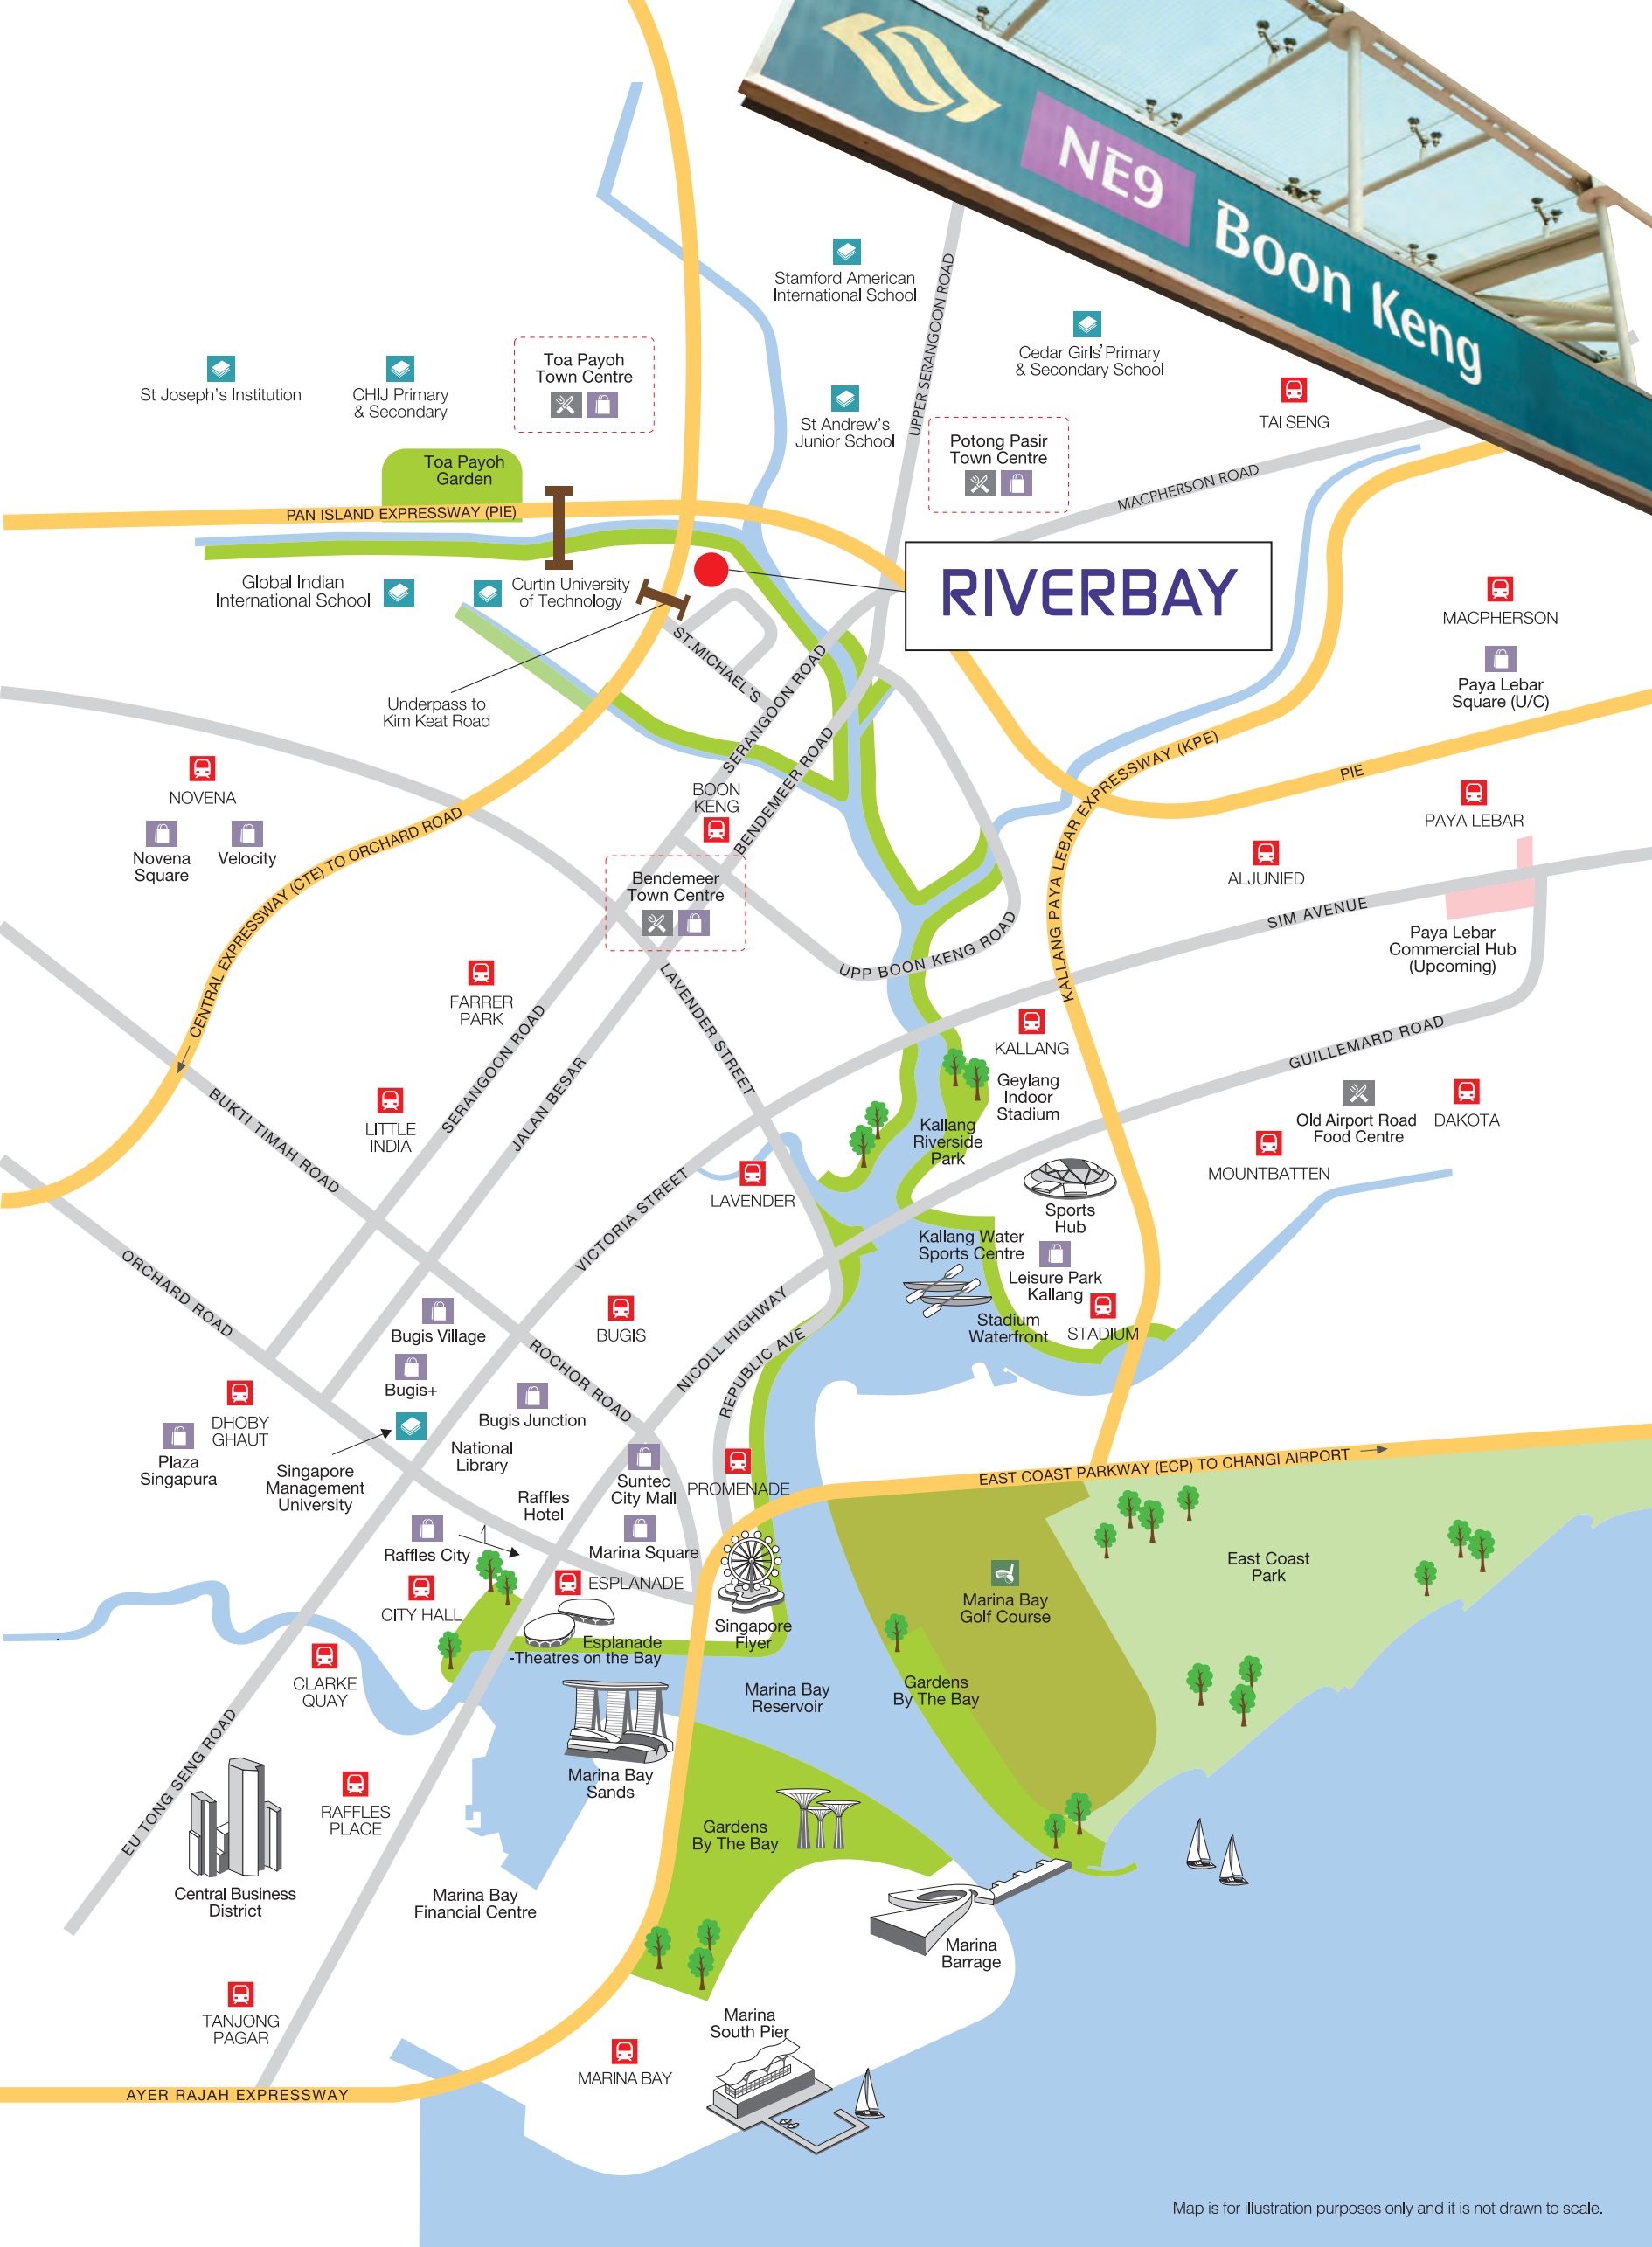 NE9
Boon Keng
Stamford American
International School
UPPER SERANGOON ROAD
Cedar Girls' Primary
& Secondary School
Toa Payoh
Town Centre
St Joseph's Institution
CHIJ Primary
& Secondary
St Andrew's
Junior School
TAI SENG
Potong Pasir
Town Centre
Toa Payoh
Garden
MACPHERSON ROAD
PAN ISLAND EXPRESSWAY (PIE)
Global Indian
International School
Curtin University
of Technology
RIVERBAY
MACPHERSON
ST.MICHAEL'S
Underpass to
Kim Keat Road
Paya Lebar
Square (U/C)
SERANGOON ROAD
BENDEMEER ROAD
KALLANG PAYA LEBAR EXPRESSWAY (KPE)
PIE
NOVENA
BOON
KENG
PAYA LEBAR
Novena
Square
Velocity
CENTRAL EXPRESSWAY (CTE) TO ORCHARD ROAD
Bendemeer
Town Centre
ALJUNIED
SIM AVENUE
Paya Lebar
Commercial Hub
(Upcoming)
UPP BOON KENG ROAD
FARRER
PARK
LAVENDER STREET
SERANGOON ROAD
JALAN BESAR
KALLANG
GUILLEMARD ROAD
Geylang
Indoor
Stadium
BUKTI TIMAH ROAD
LITTLE
INDIA
Kallang
Riverside
Park
Old Airport Road
Food Centre
DAKOTA
MOUNTBATTEN
VICTORIA STREET
LAVENDER
Sports
Hub
Kallang Water
Sports Centre
ORCHARD ROAD
Leisure Park
Kallang
NICOLL HIGHWAY
Bugis Village
BUGIS
Stadium
Waterfront
STADIUM
ROCHOR ROAD
REPUBLIC AVE
Bugis+
DHOBY
GHAUT
Bugis Junction
Plaza
Singapura
Singapore
Management
University
National
Library
Suntec
City Mall
PROMENADE
EAST COAST PARKWAY (ECP) TO CHANGI AIRPORT
Raffles
Hotel
Raffles City
Marina Square
East Coast
Park
CITY HALL
ESPLANADE
Marina Bay
Golf Course
Singapore
Flyer
Esplanade
-Theatres on the Bay
CLARKE
QUAY
Marina Bay
Reservoir
Gardens
By The Bay
EU TONG SENG ROAD
Marina Bay
Sands
RAFFLES
PLACE
Gardens
By The Bay
Central Business
District
Marina Bay
Financial Centre
Marina
Barrage
TANJONG
PAGAR
Marina
South Pier
MARINA BAY
AYER RAJAH EXPRESSWAY
Map is for illustration purposes only and it is not drawn to scale.